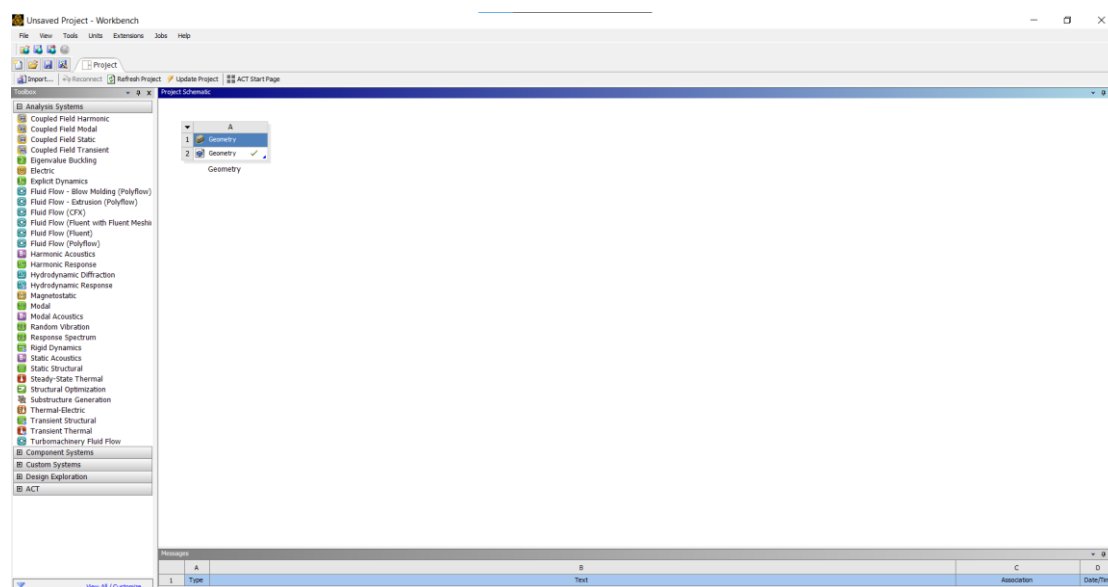 Unsaved Project - Workbench
File View Tools Units Extensions Jobs Help
Project
Import... Reconnect Refresh Project Update Project ACT Start Page
Toolbox
Project Schematic
Analysis Systems
Coupled Field Harmonic
Coupled Field Modal
Coupled Field Static
Coupled Field Transient
Eigenvalue Buckling
Electric
Explicit Dynamics
Fluid Flow - Blow Molding (Polyflow)
Fluid Flow - Extrusion (Polyflow)
Fluid Flow (CFX)
Fluid Flow (Fluent with Fluent Meshin
Fluid Flow (Fluent)
Fluid Flow (Polyflow)
Harmonic Acoustics
Harmonic Response
Hydrodynamic Diffraction
Hydrodynamic Response
Magnetostatic
Modal
Modal Acoustics
Random Vibration
Response Spectrum
Rigid Dynamics
Static Acoustics
Static Structural
Steady-State Thermal
Structural Optimization
Substructure Generation
Thermal-Electric
Transient Structural
Transient Thermal
Turbomachinery Fluid Flow
Component Systems
Custom Systems
Design Exploration
ACT
View All / Customize...
A
1 Geometry
2 Geometry
Geometry
Messages
A B C D
1 Type Text Association Date/Tim